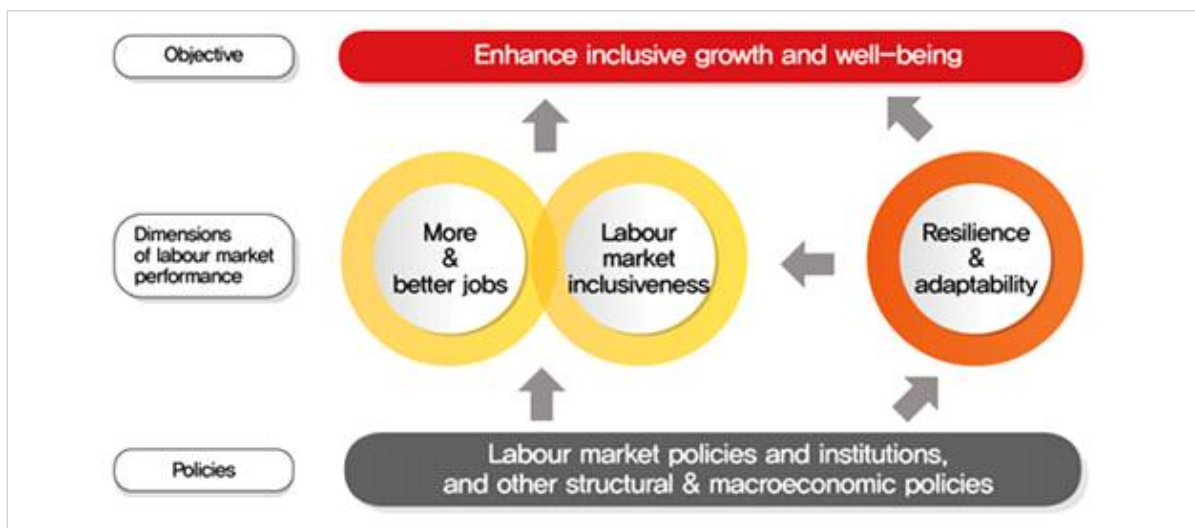 Objective
Enhance inclusive growth and well-being
Dimensions
of labour market
performance
More
&
better jobs
Labour
market
inclusiveness
Resilience
&
adaptability
Policies
Labour market policies and institutions,
and other structural & macroeconomic policies